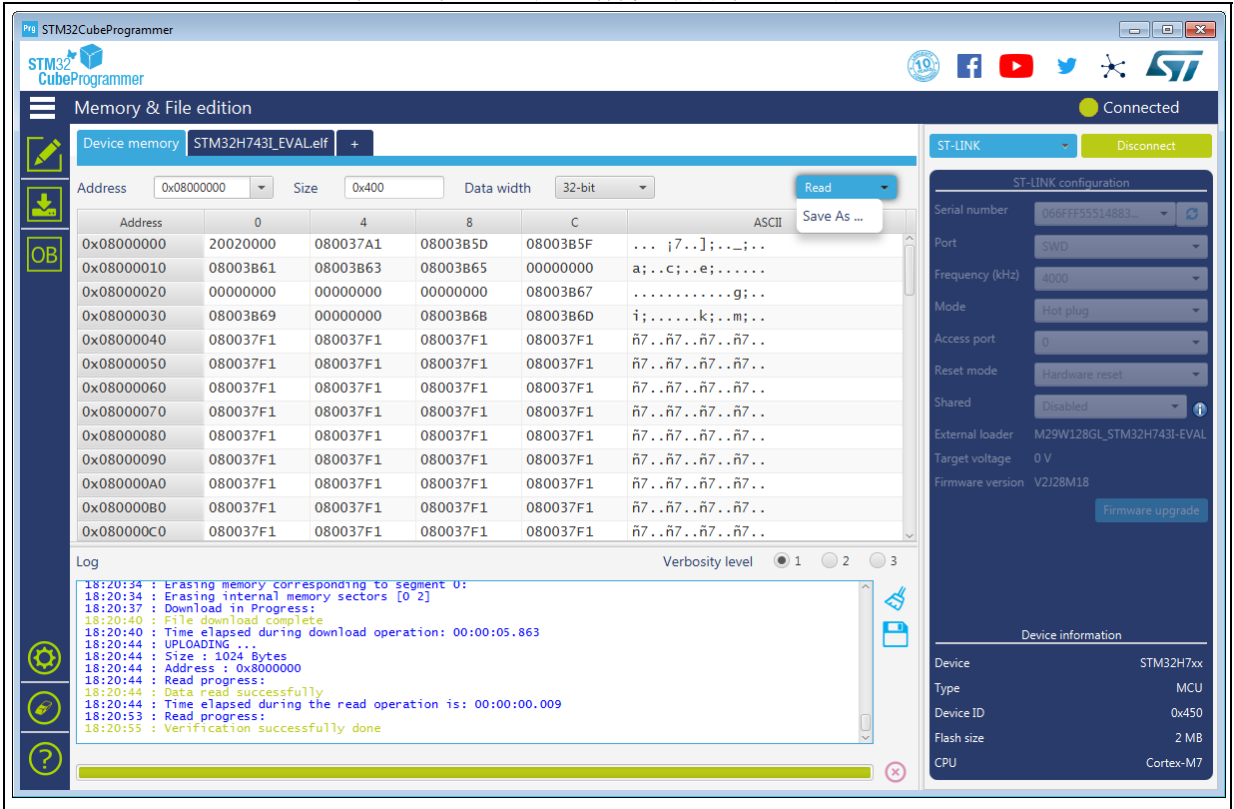 Prg STM32CubeProgrammer
STM32
CubeProgrammer
10
Memory & File edition
Connected
Device memory STM32H743I_EVAL.elf +
Address 0x08000000 Size 0x400 Data width 32-bit Read
Save As ...
Address 0 4 8 C ASCII
0x08000000 20020000 080037A1 08003B5D 08003B5F ... ¡7..];.._;..
0x08000010 08003B61 08003B63 08003B65 00000000 a;..c;..e;......
0x08000020 00000000 00000000 00000000 08003B67 ............g;..
0x08000030 08003B69 00000000 08003B6B 08003B6D i;......k;..m;..
0x08000040 080037F1 080037F1 080037F1 080037F1 ñ7..ñ7..ñ7..ñ7..
0x08000050 080037F1 080037F1 080037F1 080037F1 ñ7..ñ7..ñ7..ñ7..
0x08000060 080037F1 080037F1 080037F1 080037F1 ñ7..ñ7..ñ7..ñ7..
0x08000070 080037F1 080037F1 080037F1 080037F1 ñ7..ñ7..ñ7..ñ7..
0x08000080 080037F1 080037F1 080037F1 080037F1 ñ7..ñ7..ñ7..ñ7..
0x08000090 080037F1 080037F1 080037F1 080037F1 ñ7..ñ7..ñ7..ñ7..
0x080000A0 080037F1 080037F1 080037F1 080037F1 ñ7..ñ7..ñ7..ñ7..
0x080000B0 080037F1 080037F1 080037F1 080037F1 ñ7..ñ7..ñ7..ñ7..
0x080000C0 080037F1 080037F1 080037F1 080037F1 ñ7..ñ7..ñ7..ñ7..
Log Verbosity level 1 2 3
18:20:34 : Erasing memory corresponding to segment 0:
18:20:34 : Erasing internal memory sectors [0 2]
18:20:37 : Download in Progress:
18:20:40 : File download complete
18:20:40 : Time elapsed during download operation: 00:00:05.863
18:20:44 : UPLOADING ...
18:20:44 : Size : 1024 Bytes
18:20:44 : Address : 0x8000000
18:20:44 : Read progress:
18:20:44 : Data read successfully
18:20:44 : Time elapsed during the read operation is: 00:00:00.009
18:20:53 : Read progress:
18:20:55 : Verification successfully done
OB
ST-LINK Disconnect
ST-LINK configuration
Serial number 066FFF55514883...
Port SWD
Frequency (kHz) 4000
Mode Hot plug
Access port 0
Reset mode Hardware reset
Shared Disabled
External loader M29W128GL_STM32H743I-EVAL
Target voltage 0 V
Firmware version V2J28M18
Firmware upgrade
Device information
Device STM32H7xx
Type MCU
Device ID 0x450
Flash size 2 MB
CPU Cortex-M7